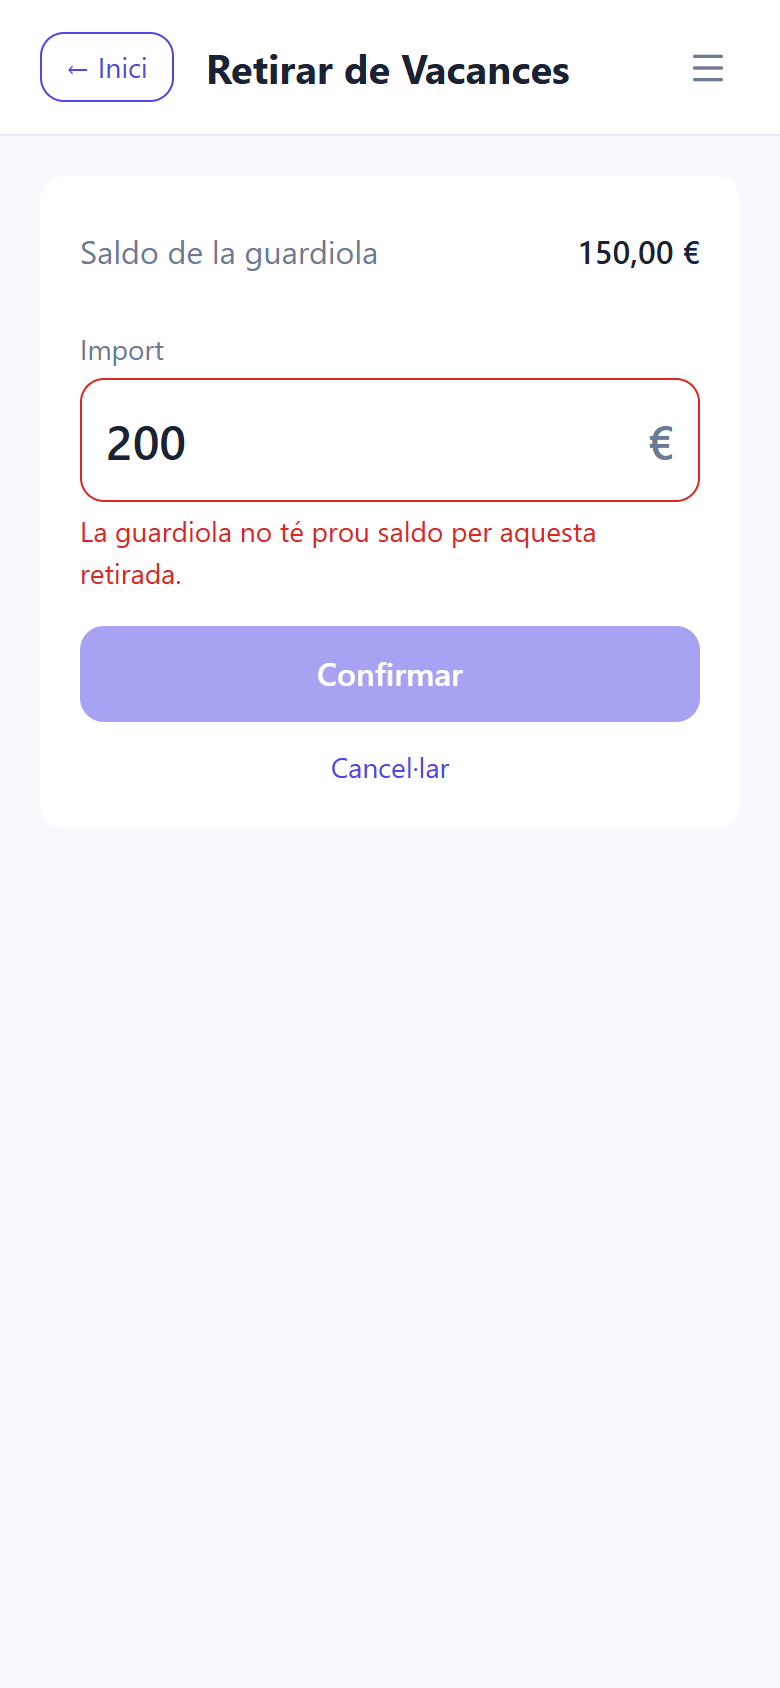 ← Inici
Retirar de Vacances
Saldo de la guardiola 150,00 €
Import
200 €
La guardiola no té prou saldo per aquesta
retirada.
Confirmar
Cancel·lar